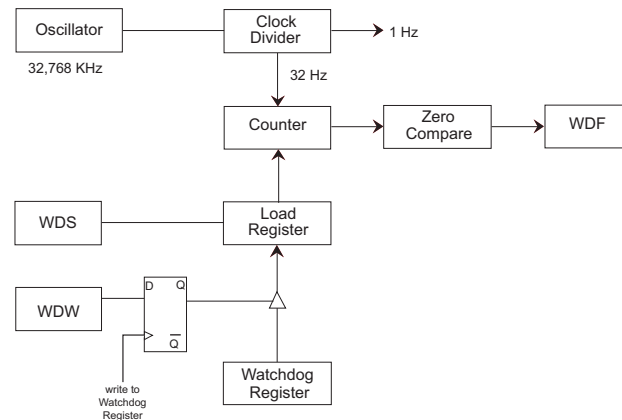 Oscillator
Clock
Divider
1 Hz
32,768 KHz
32 Hz
Counter
Zero
Compare
WDF
WDS
Load
Register
WDW
D
Q
Q
write to
Watchdog
Register
Watchdog
Register